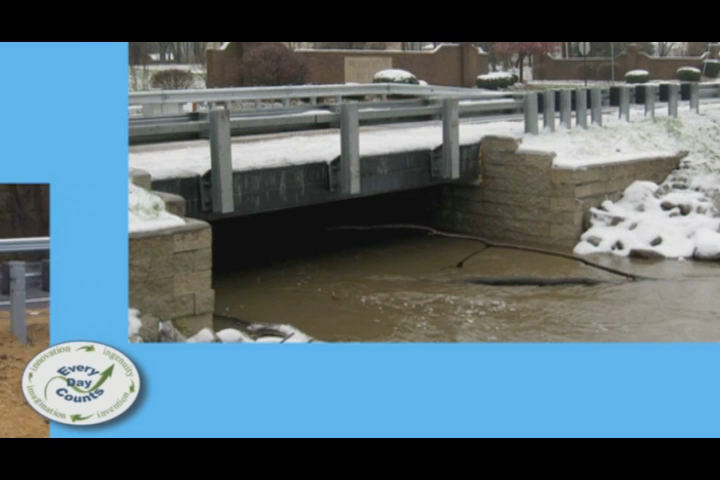 innovation
ingenuity
Every
Day
Counts
imagination
invention